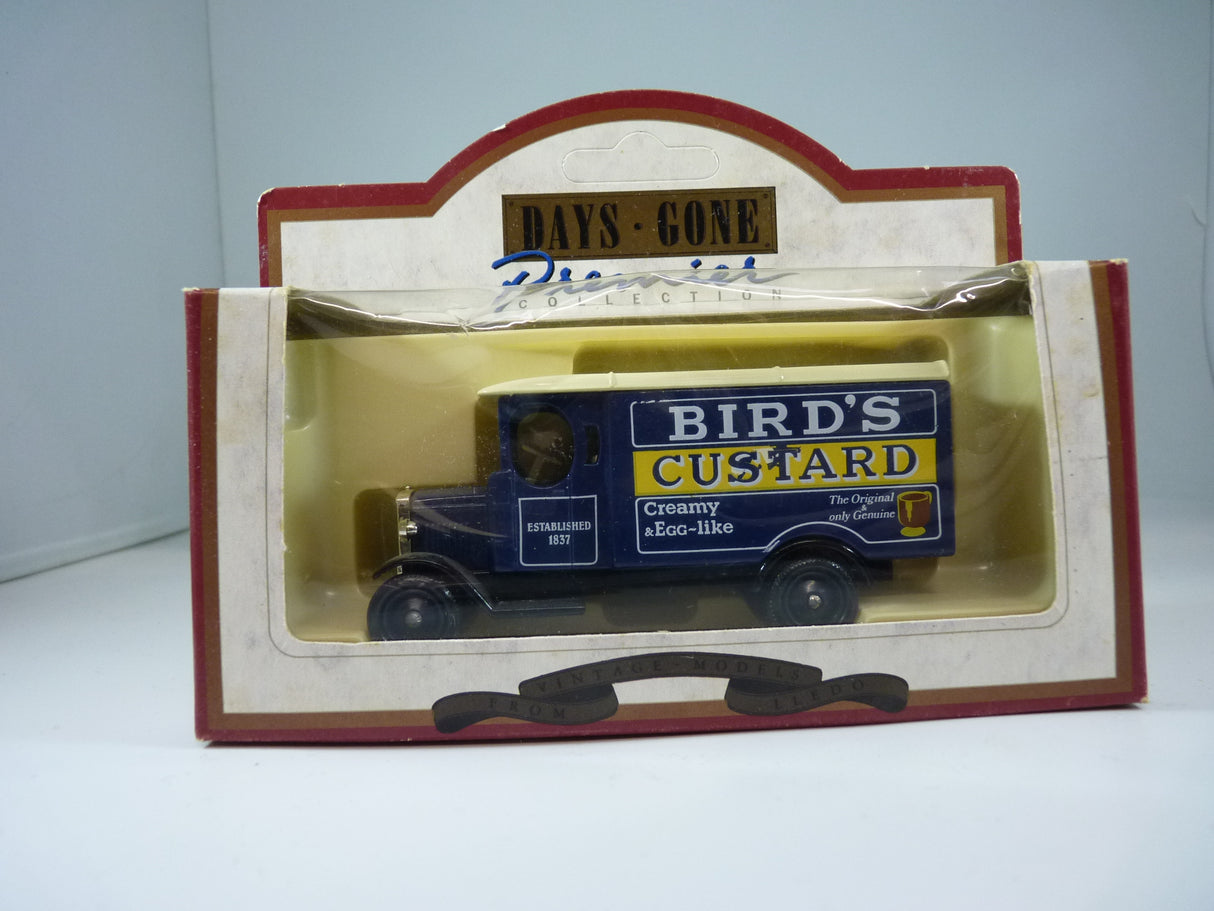 DAYS · GONE
Premier
COLLECTION
BIRD'S
CUSTARD
Creamy
& EGG-like
The Original
&
only Genuine
ESTABLISHED
1837
VINTAGE - MODELS
FROM LLEDO